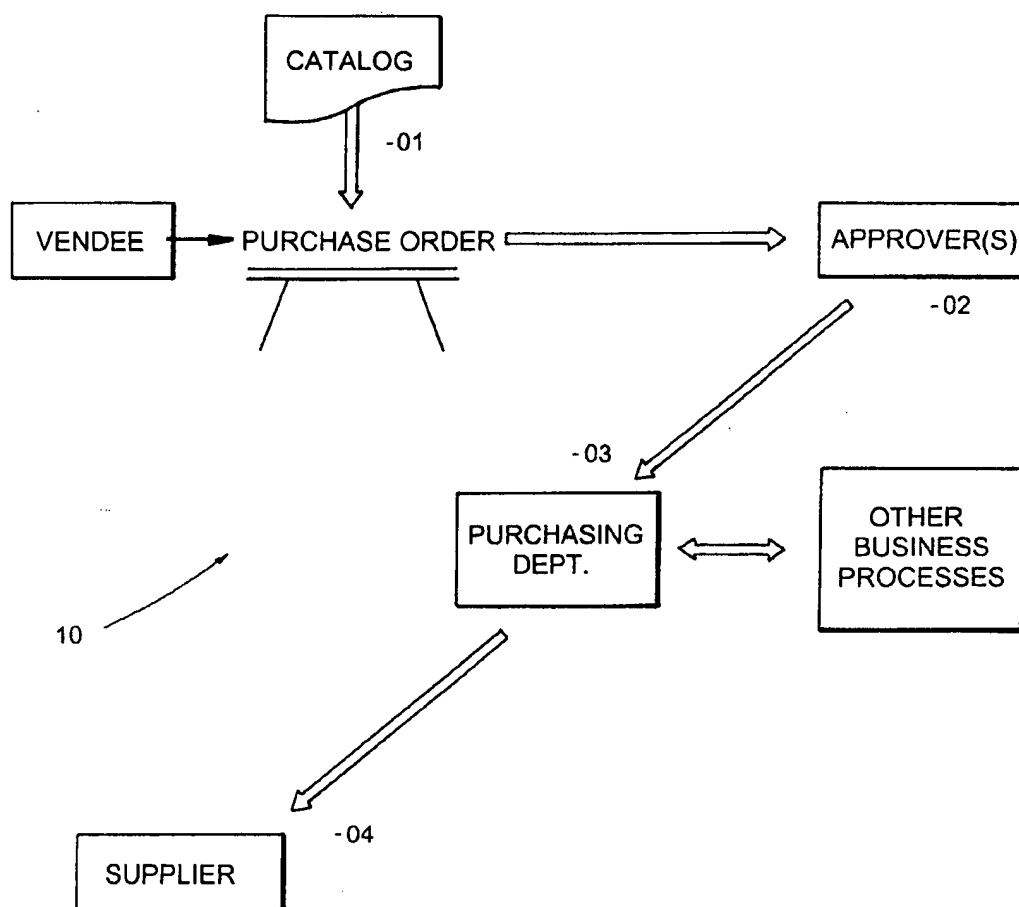 CATALOG
-01
VENDEE
PURCHASE ORDER
APPROVER(S)
-02
-03
PURCHASING
DEPT.
OTHER
BUSINESS
PROCESSES
10
-04
SUPPLIER